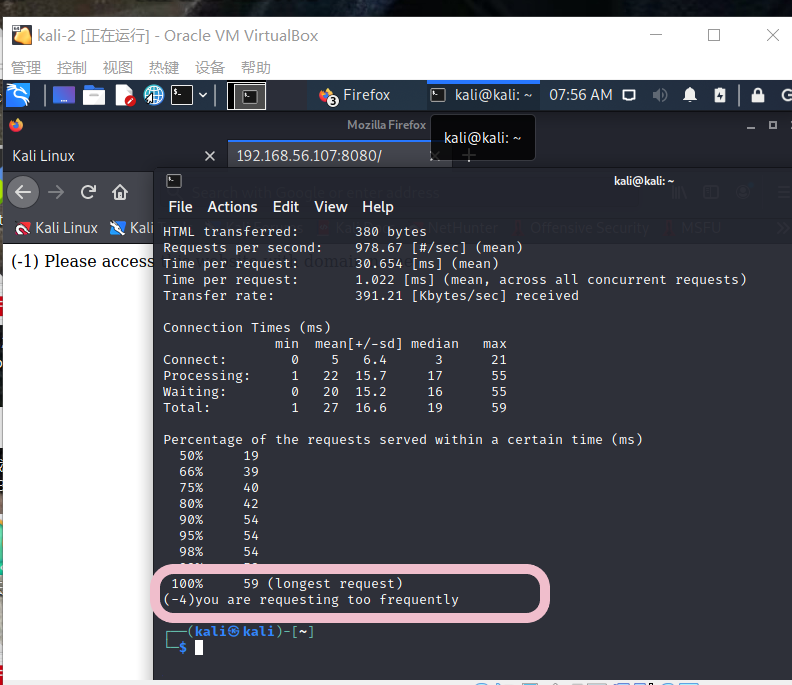 kali-2 [正在运行] - Oracle VM VirtualBox
管理 控制 视图 热键 设备 帮助
3 Firefox kali@kali: ~ 07:56 AM
Mozilla Firefox
kali@kali: ~
Kali Linux 192.168.56.107:8080/
kali@kali: ~
File Actions Edit View Help
Kali Linux Kali NetHunter Offensive Security MSFU
(-1) Please access
HTML transferred: 380 bytes
Requests per second: 978.67 [#/sec] (mean)
Time per request: 30.654 [ms] (mean)
Time per request: 1.022 [ms] (mean, across all concurrent requests)
Transfer rate: 391.21 [Kbytes/sec] received
Connection Times (ms)
min mean[+/-sd] median max
Connect: 0 5 6.4 3 21
Processing: 1 22 15.7 17 55
Waiting: 0 20 15.2 16 55
Total: 1 27 16.6 19 59
Percentage of the requests served within a certain time (ms)
50% 19
66% 39
75% 40
80% 42
90% 54
95% 54
98% 54
100% 59 (longest request)
(-4)you are requesting too frequently
┌──(kali㉿kali)-[~]
└─$